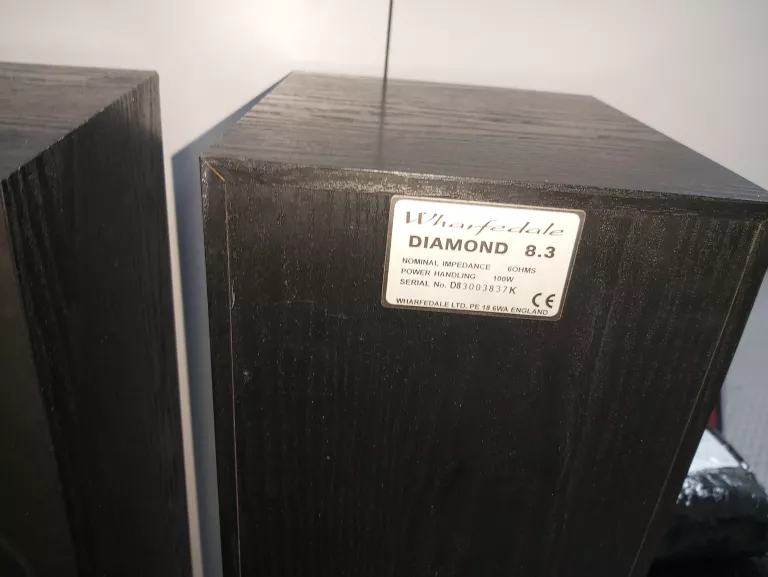 Wharfedale
DIAMOND 8.3
NOMINAL IMPEDANCE 6OHMS
POWER HANDLING 100W
SERIAL No. D83003837K
CE
WHARFEDALE LTD. PE 18 6WA ENGLAND